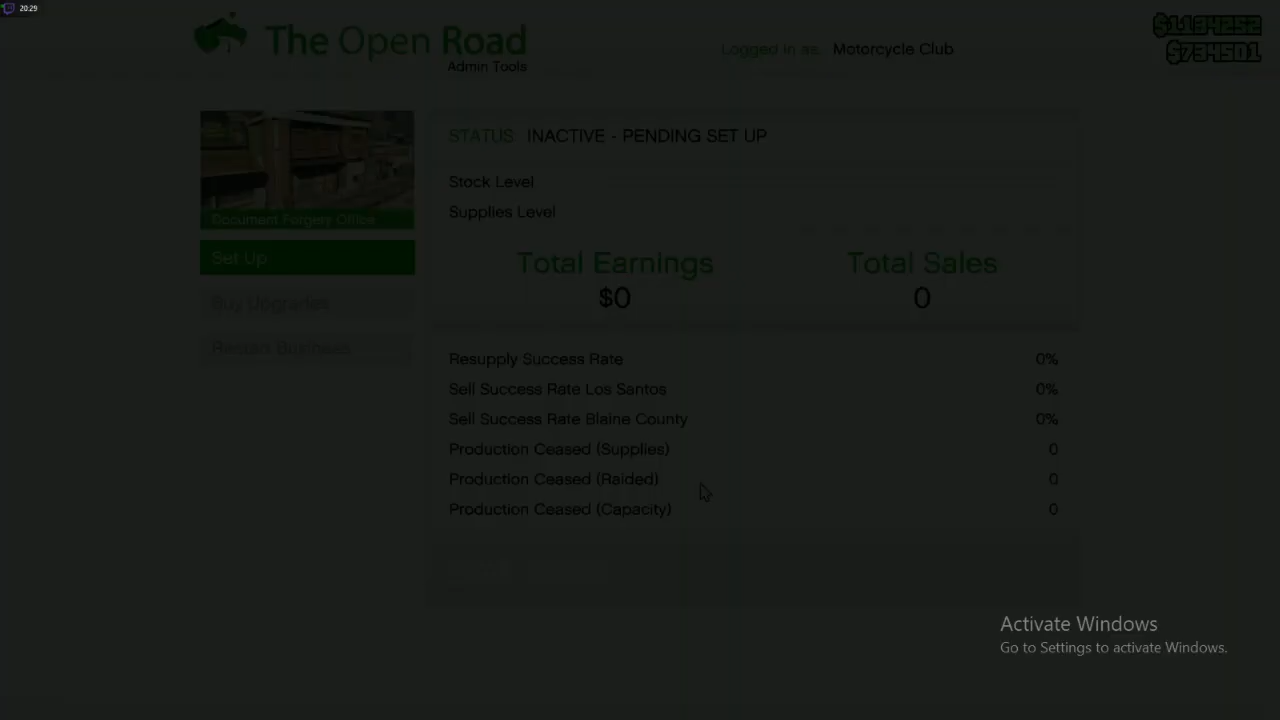 20:29
The Open Road
Admin Tools
Logged in as: Motorcycle Club
$1134252
$734501
Document Forgery Office
Set Up
Buy Upgrades
Restart Business
STATUS INACTIVE - PENDING SET UP
Stock Level
Supplies Level
Total Earnings
$0
Total Sales
0
Resupply Success Rate 0%
Sell Success Rate Los Santos 0%
Sell Success Rate Blaine County 0%
Production Ceased (Supplies) 0
Production Ceased (Raided) 0
Production Ceased (Capacity) 0
Activate Windows
Go to Settings to activate Windows.